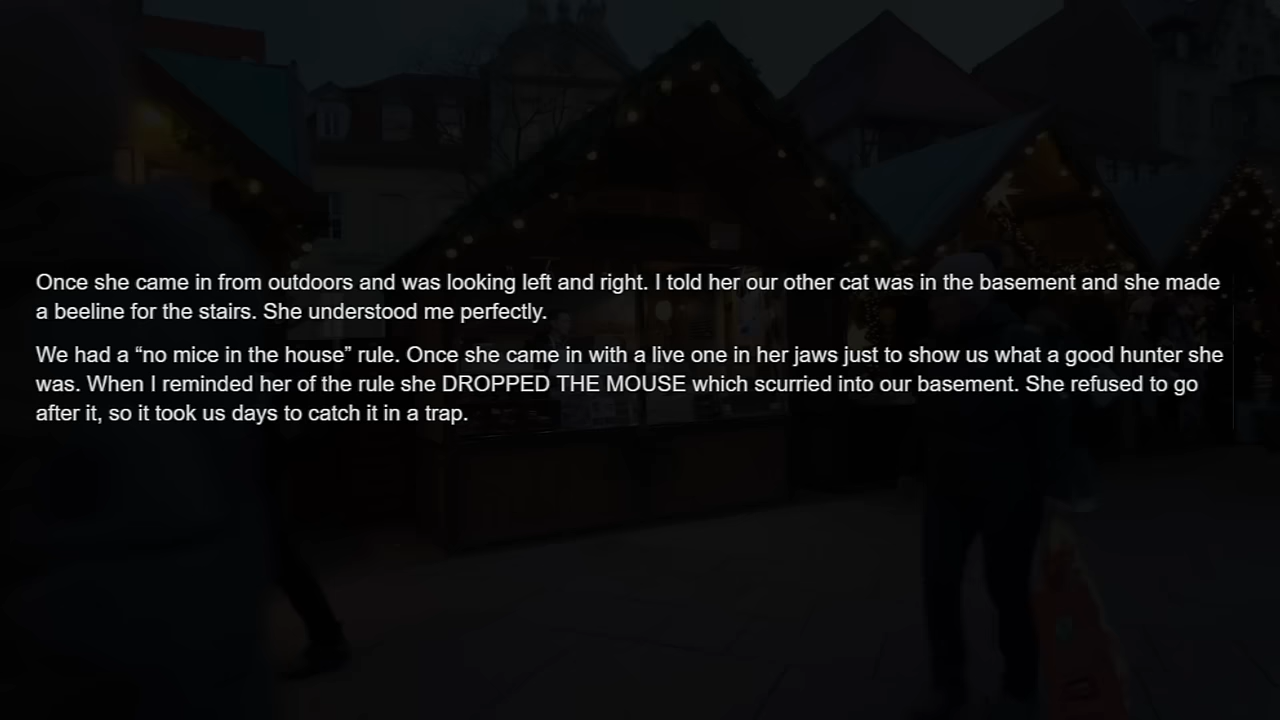 Once she came in from outdoors and was looking left and right. I told her our other cat was in the basement and she made
a beeline for the stairs. She understood me perfectly.
We had a “no mice in the house” rule. Once she came in with a live one in her jaws just to show us what a good hunter she
was. When I reminded her of the rule she DROPPED THE MOUSE which scurried into our basement. She refused to go
after it, so it took us days to catch it in a trap.